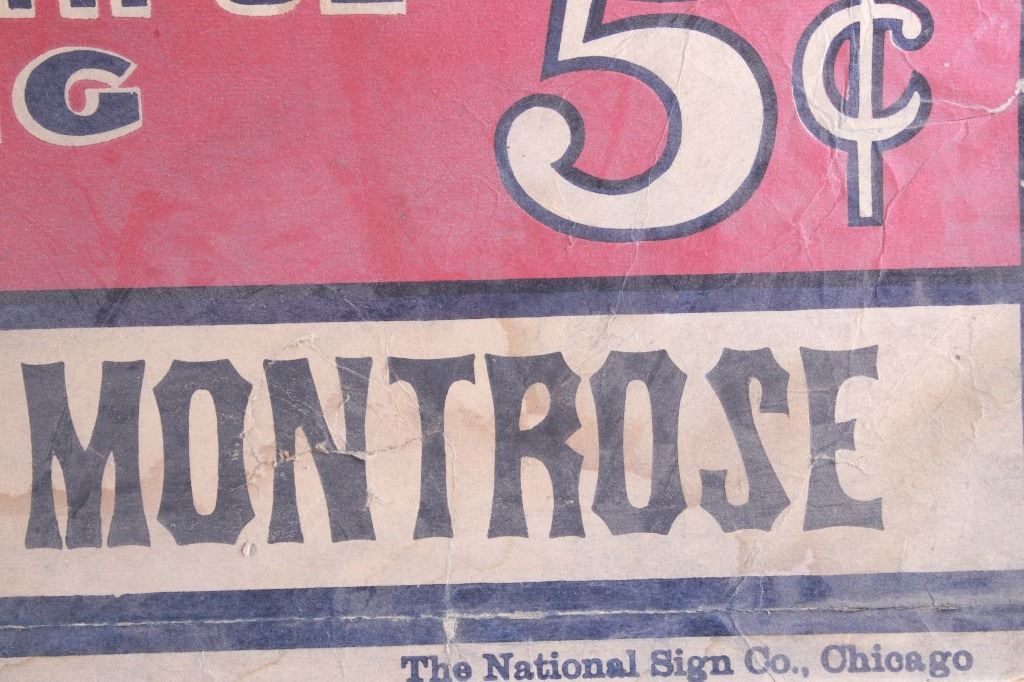 5¢
G
MONTROSE
The National Sign Co., Chicago